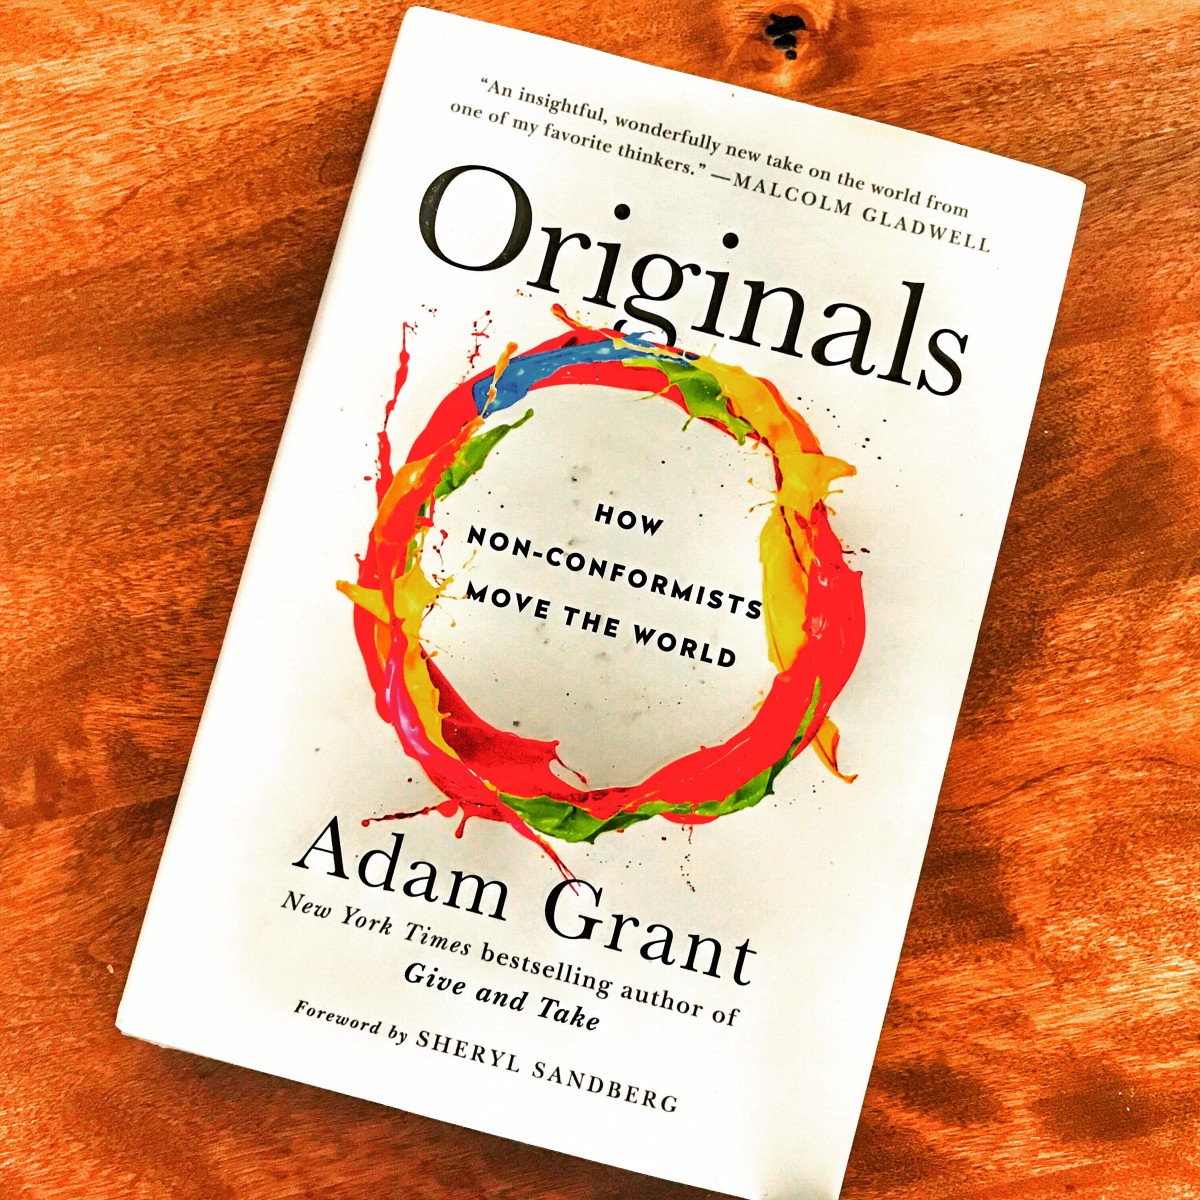 “An insightful, wonderfully new take on the world from
one of my favorite thinkers.” —MALCOLM GLADWELL
Originals
HOW
NON-CONFORMISTS
MOVE THE WORLD
Adam Grant
New York Times bestselling author of
Give and Take
Foreword by SHERYL SANDBERG